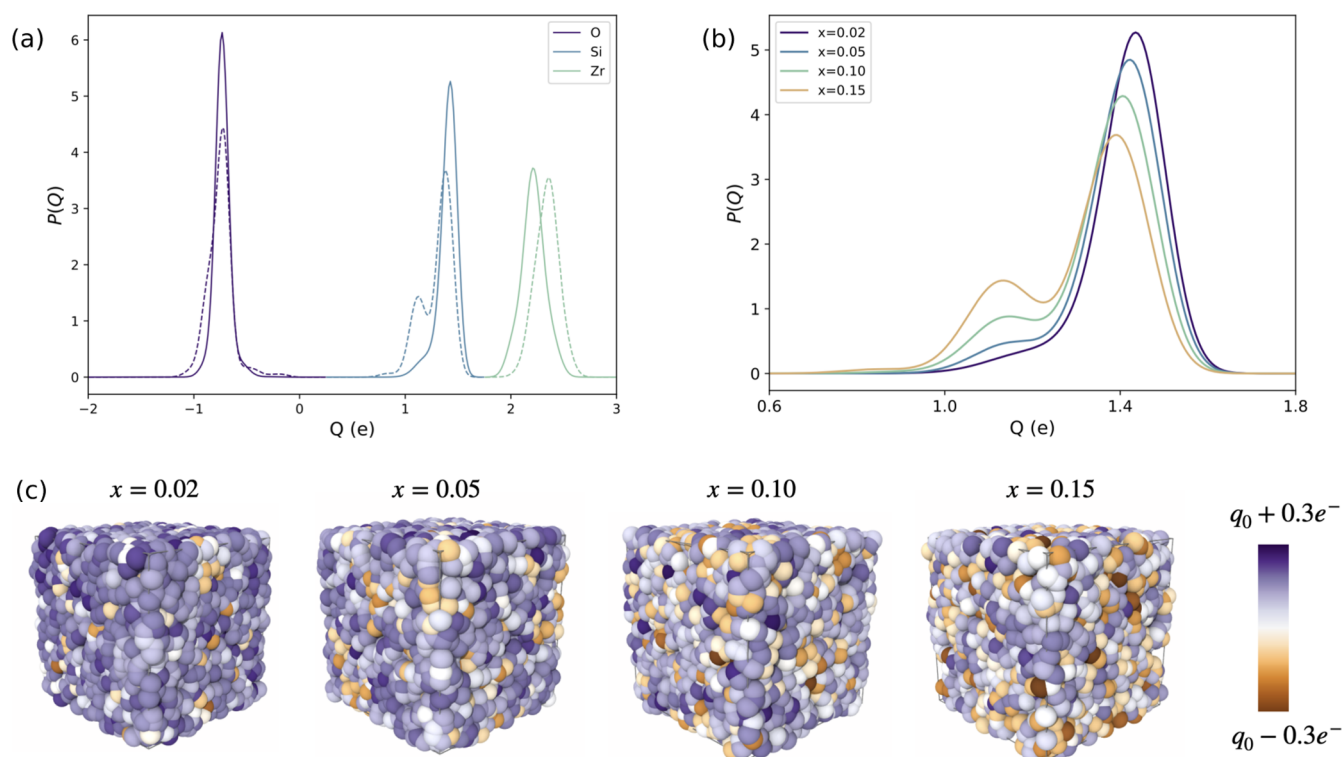 (a)
P(Q)
6
5
4
3
2
1
0
−2
−1
0
1
2
3
Q (e)
O
Si
Zr
(b)
P(Q)
5
4
3
2
1
0
0.6
1.0
1.4
1.8
Q (e)
x=0.02
x=0.05
x=0.10
x=0.15
(c)
x = 0.02
x = 0.05
x = 0.10
x = 0.15
q₀ + 0.3e⁻
q₀ − 0.3e⁻